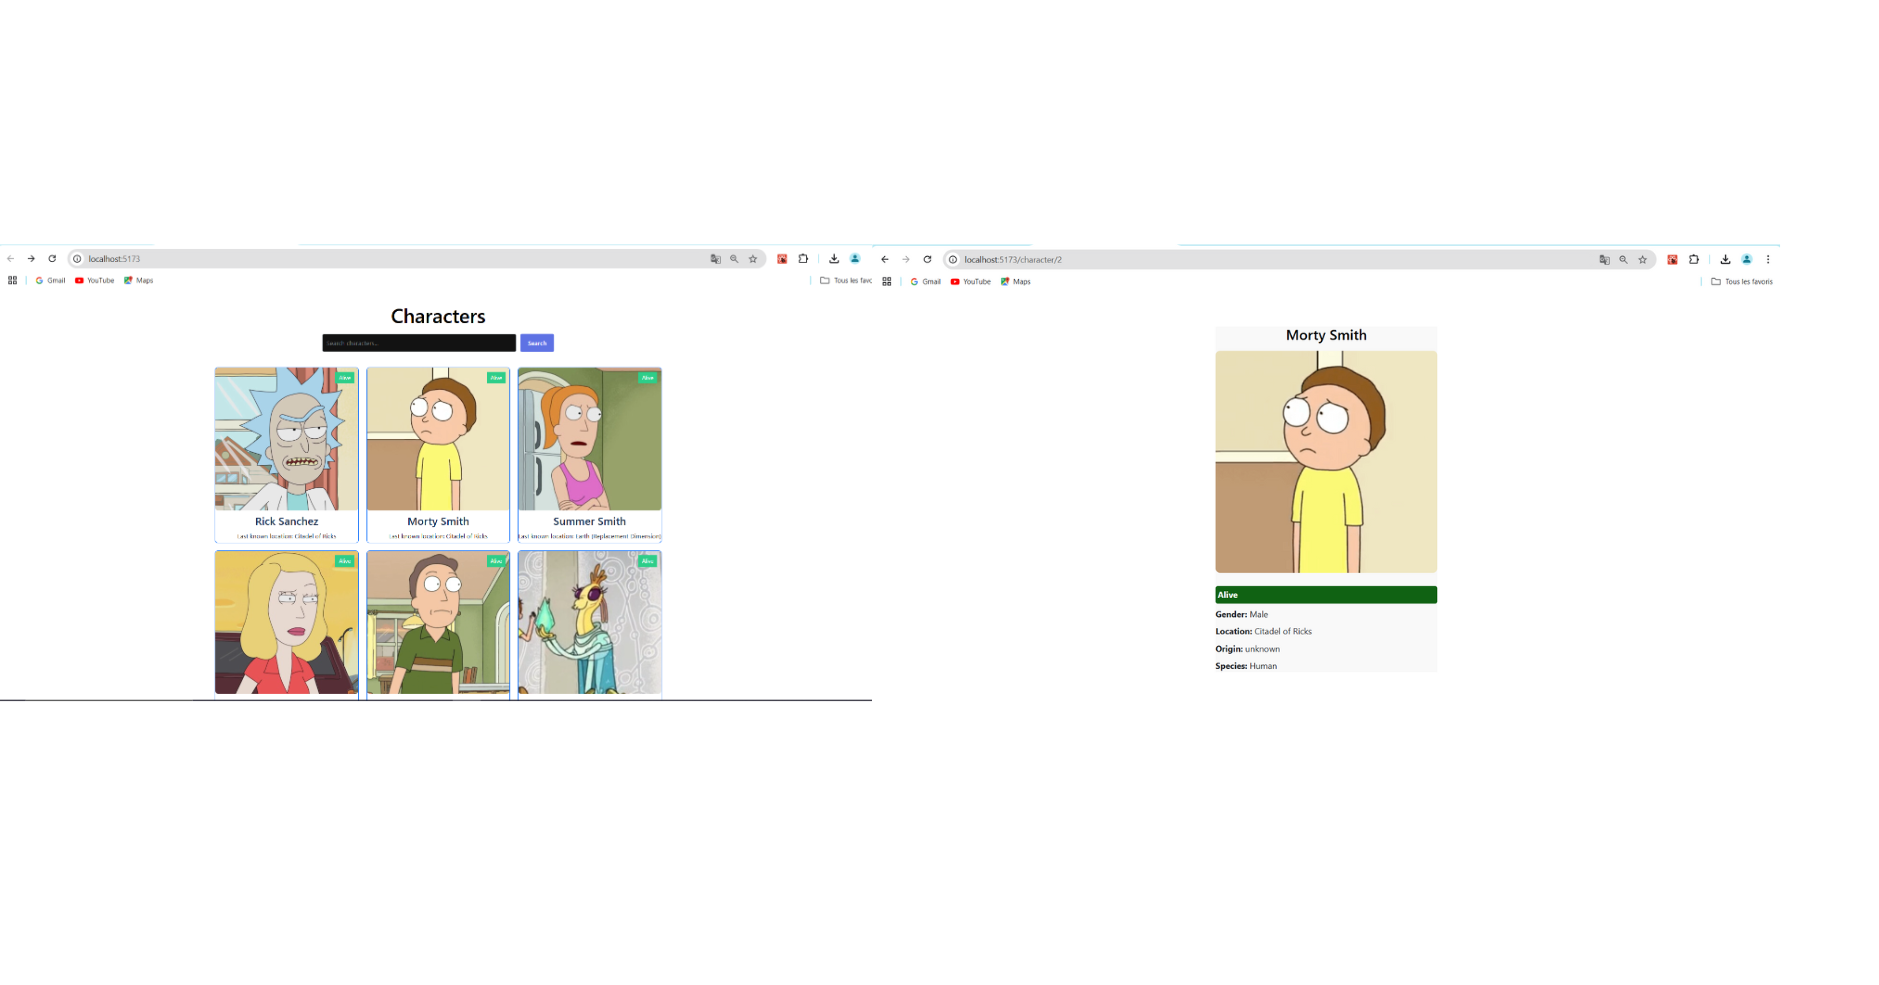 localhost:5173
Gmail YouTube Maps
Tous les favo
Characters
Search characters...
Search
Alive
Alive
Alive
Rick Sanchez
Morty Smith
Summer Smith
Last known location: Citadel of Ricks
Last known location: Citadel of Ricks
Last known location: Earth (Replacement Dimension)
Alive
Alive
Alive
localhost:5173/character/2
Gmail YouTube Maps
Tous les favoris
Morty Smith
Alive
Gender: Male
Location: Citadel of Ricks
Origin: unknown
Species: Human